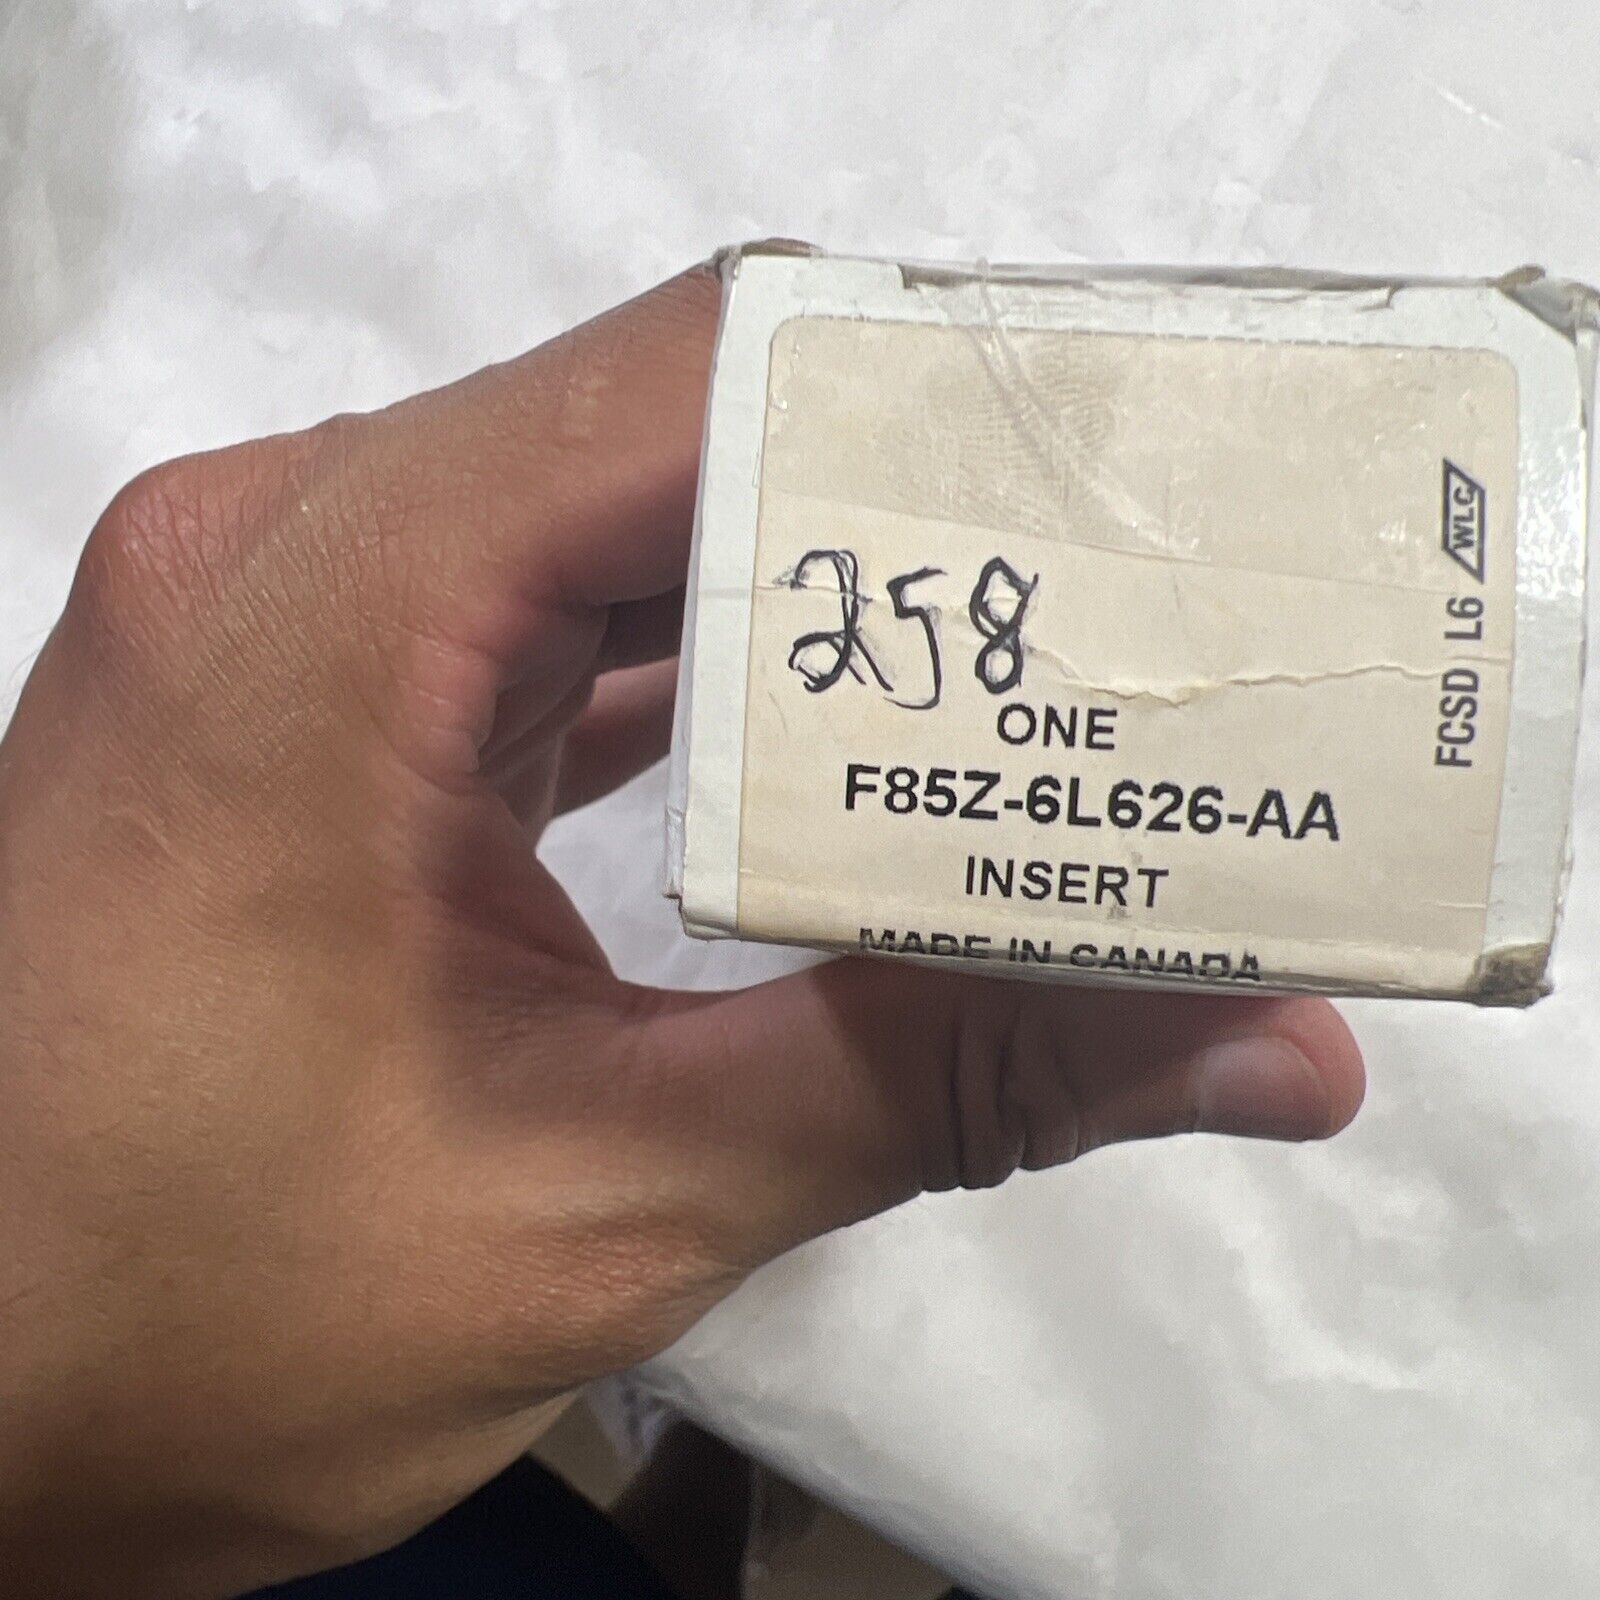 258
ONE
F85Z-6L626-AA
INSERT
MADE IN CANADA
FCSD L6 WLC